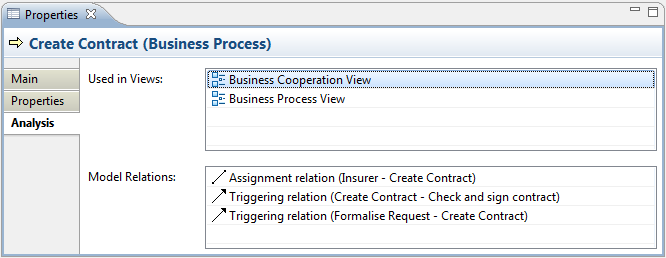 Properties
Create Contract (Business Process)
Main
Properties
Analysis
Used in Views:
Business Cooperation View
Business Process View
Model Relations:
Assignment relation (Insurer - Create Contract)
Triggering relation (Create Contract - Check and sign contract)
Triggering relation (Formalise Request - Create Contract)